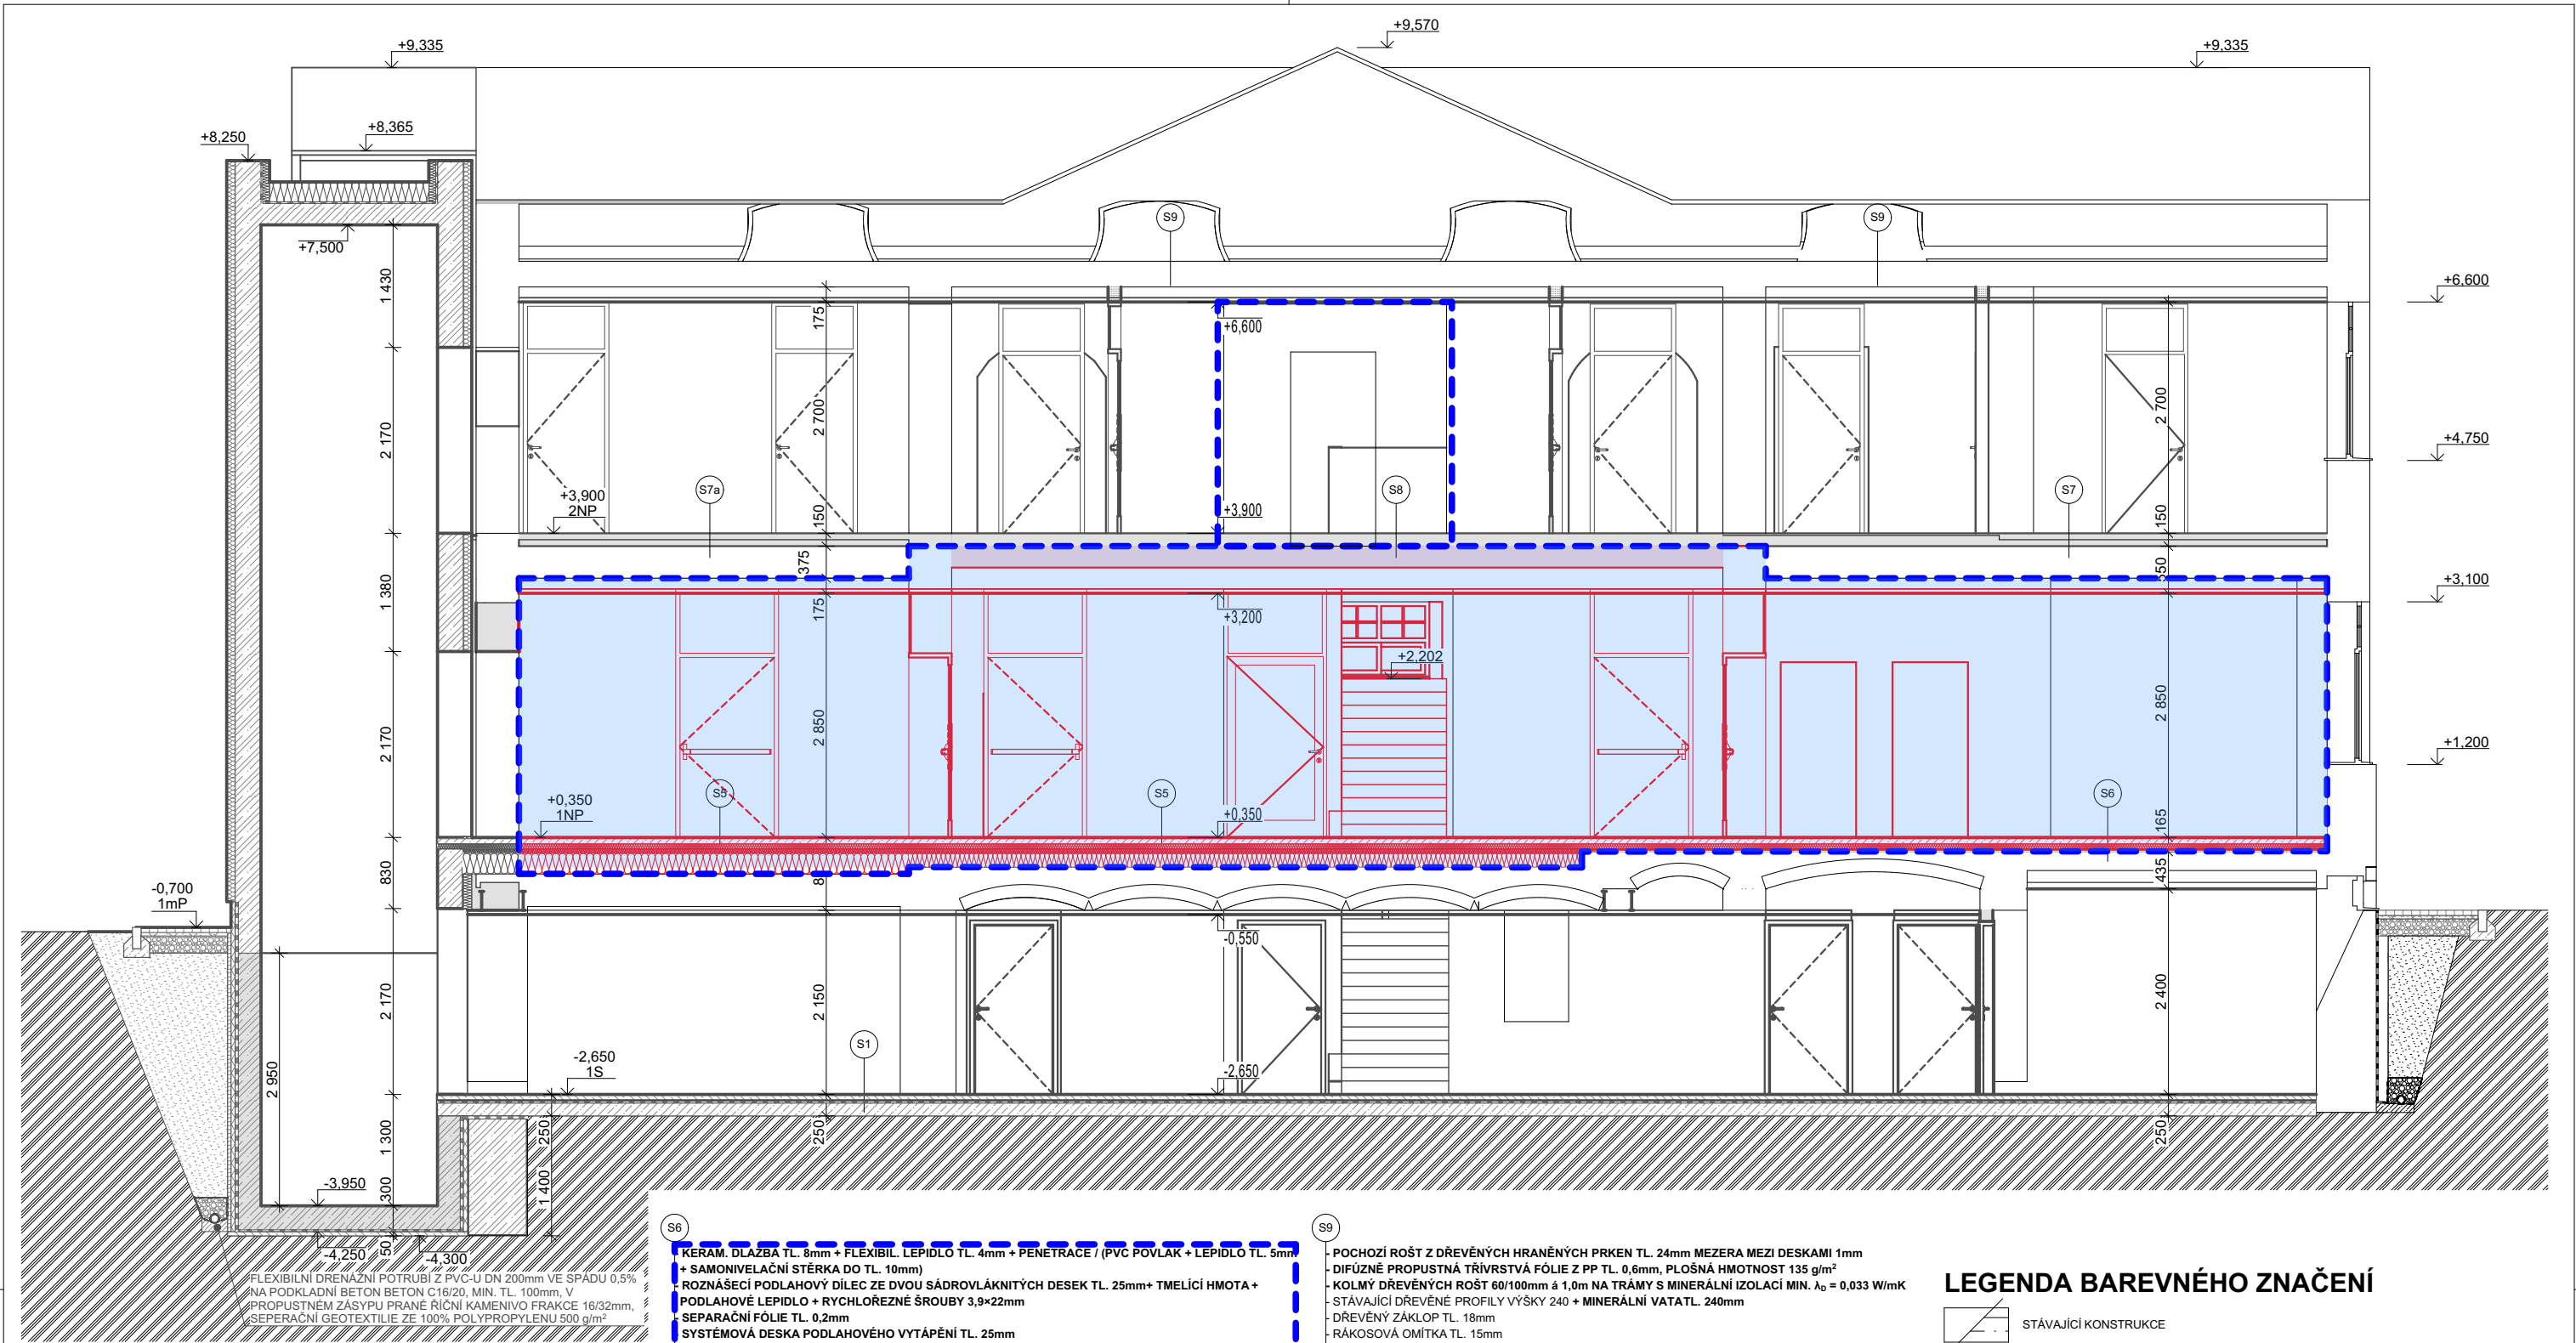 +9,570
+9,335
+9,335
+8,365
+8,250
S9
S9
+7,500
1 430
175
+6,600
+6,600
2 700
2 700
2 170
+4,750
S7a
S8
S7
+3,900
2NP
150
+3,900
150
375
350
1 380
175
+3,100
+3,200
+2,202
2 170
2 850
2 850
+1,200
S5
S5
S6
+0,350
1NP
+0,350
165
830
8
435
-0,700
1mP
-0,550
2 170
2 150
2 400
S1
-2,650
1S
-2,650
2 950
1 300
250
250
250
1 400
-3,950
300
-4,250
50
-4,300
FLEXIBILNÍ DRENÁŽNÍ POTRUBÍ Z PVC-U DN 200mm VE SPÁDU 0,5%
NA PODKLADNÍ BETON BETON C16/20, MIN. TL. 100mm, V
PROPUSTNÉM ZÁSYPU PRANÉ ŘÍČNÍ KAMENIVO FRAKCE 16/32mm,
SEPERAČNÍ GEOTEXTILIE ZE 100% POLYPROPYLENU 500 g/m²
S6
KERAM. DLAŽBA TL. 8mm + FLEXIBIL. LEPIDLO TL. 4mm + PENETRACE / (PVC POVLAK + LEPIDLO TL. 5mm
+ SAMONIVELAČNÍ STĚRKA DO TL. 10mm)
- ROZNÁŠECÍ PODLAHOVÝ DÍLEC ZE DVOU SÁDROVLÁKNITÝCH DESEK TL. 25mm+ TMELÍCÍ HMOTA +
PODLAHOVÉ LEPIDLO + RYCHLOŘEZNÉ ŠROUBY 3,9×22mm
SEPARAČNÍ FÓLIE TL. 0,2mm
SYSTÉMOVÁ DESKA PODLAHOVÉHO VYTÁPĚNÍ TL. 25mm
S9
- POCHOZÍ ROŠT Z DŘEVĚNÝCH HRANĚNÝCH PRKEN TL. 24mm MEZERA MEZI DESKAMI 1mm
- DIFÚZNĚ PROPUSTNÁ TŘÍVRSTVÁ FÓLIE Z PP TL. 0,6mm, PLOŠNÁ HMOTNOST 135 g/m²
- KOLMÝ DŘEVĚNÝCH ROŠT 60/100mm á 1,0m NA TRÁMY S MINERÁLNÍ IZOLACÍ MIN. λD = 0,033 W/mK
- STÁVAJÍCÍ DŘEVĚNÉ PROFILY VÝŠKY 240 + MINERÁLNÍ VATATL. 240mm
- DŘEVĚNÝ ZÁKLOP TL. 18mm
- RÁKOSOVÁ OMÍTKA TL. 15mm
LEGENDA BAREVNÉHO ZNAČENÍ
STÁVAJÍCÍ KONSTRUKCE